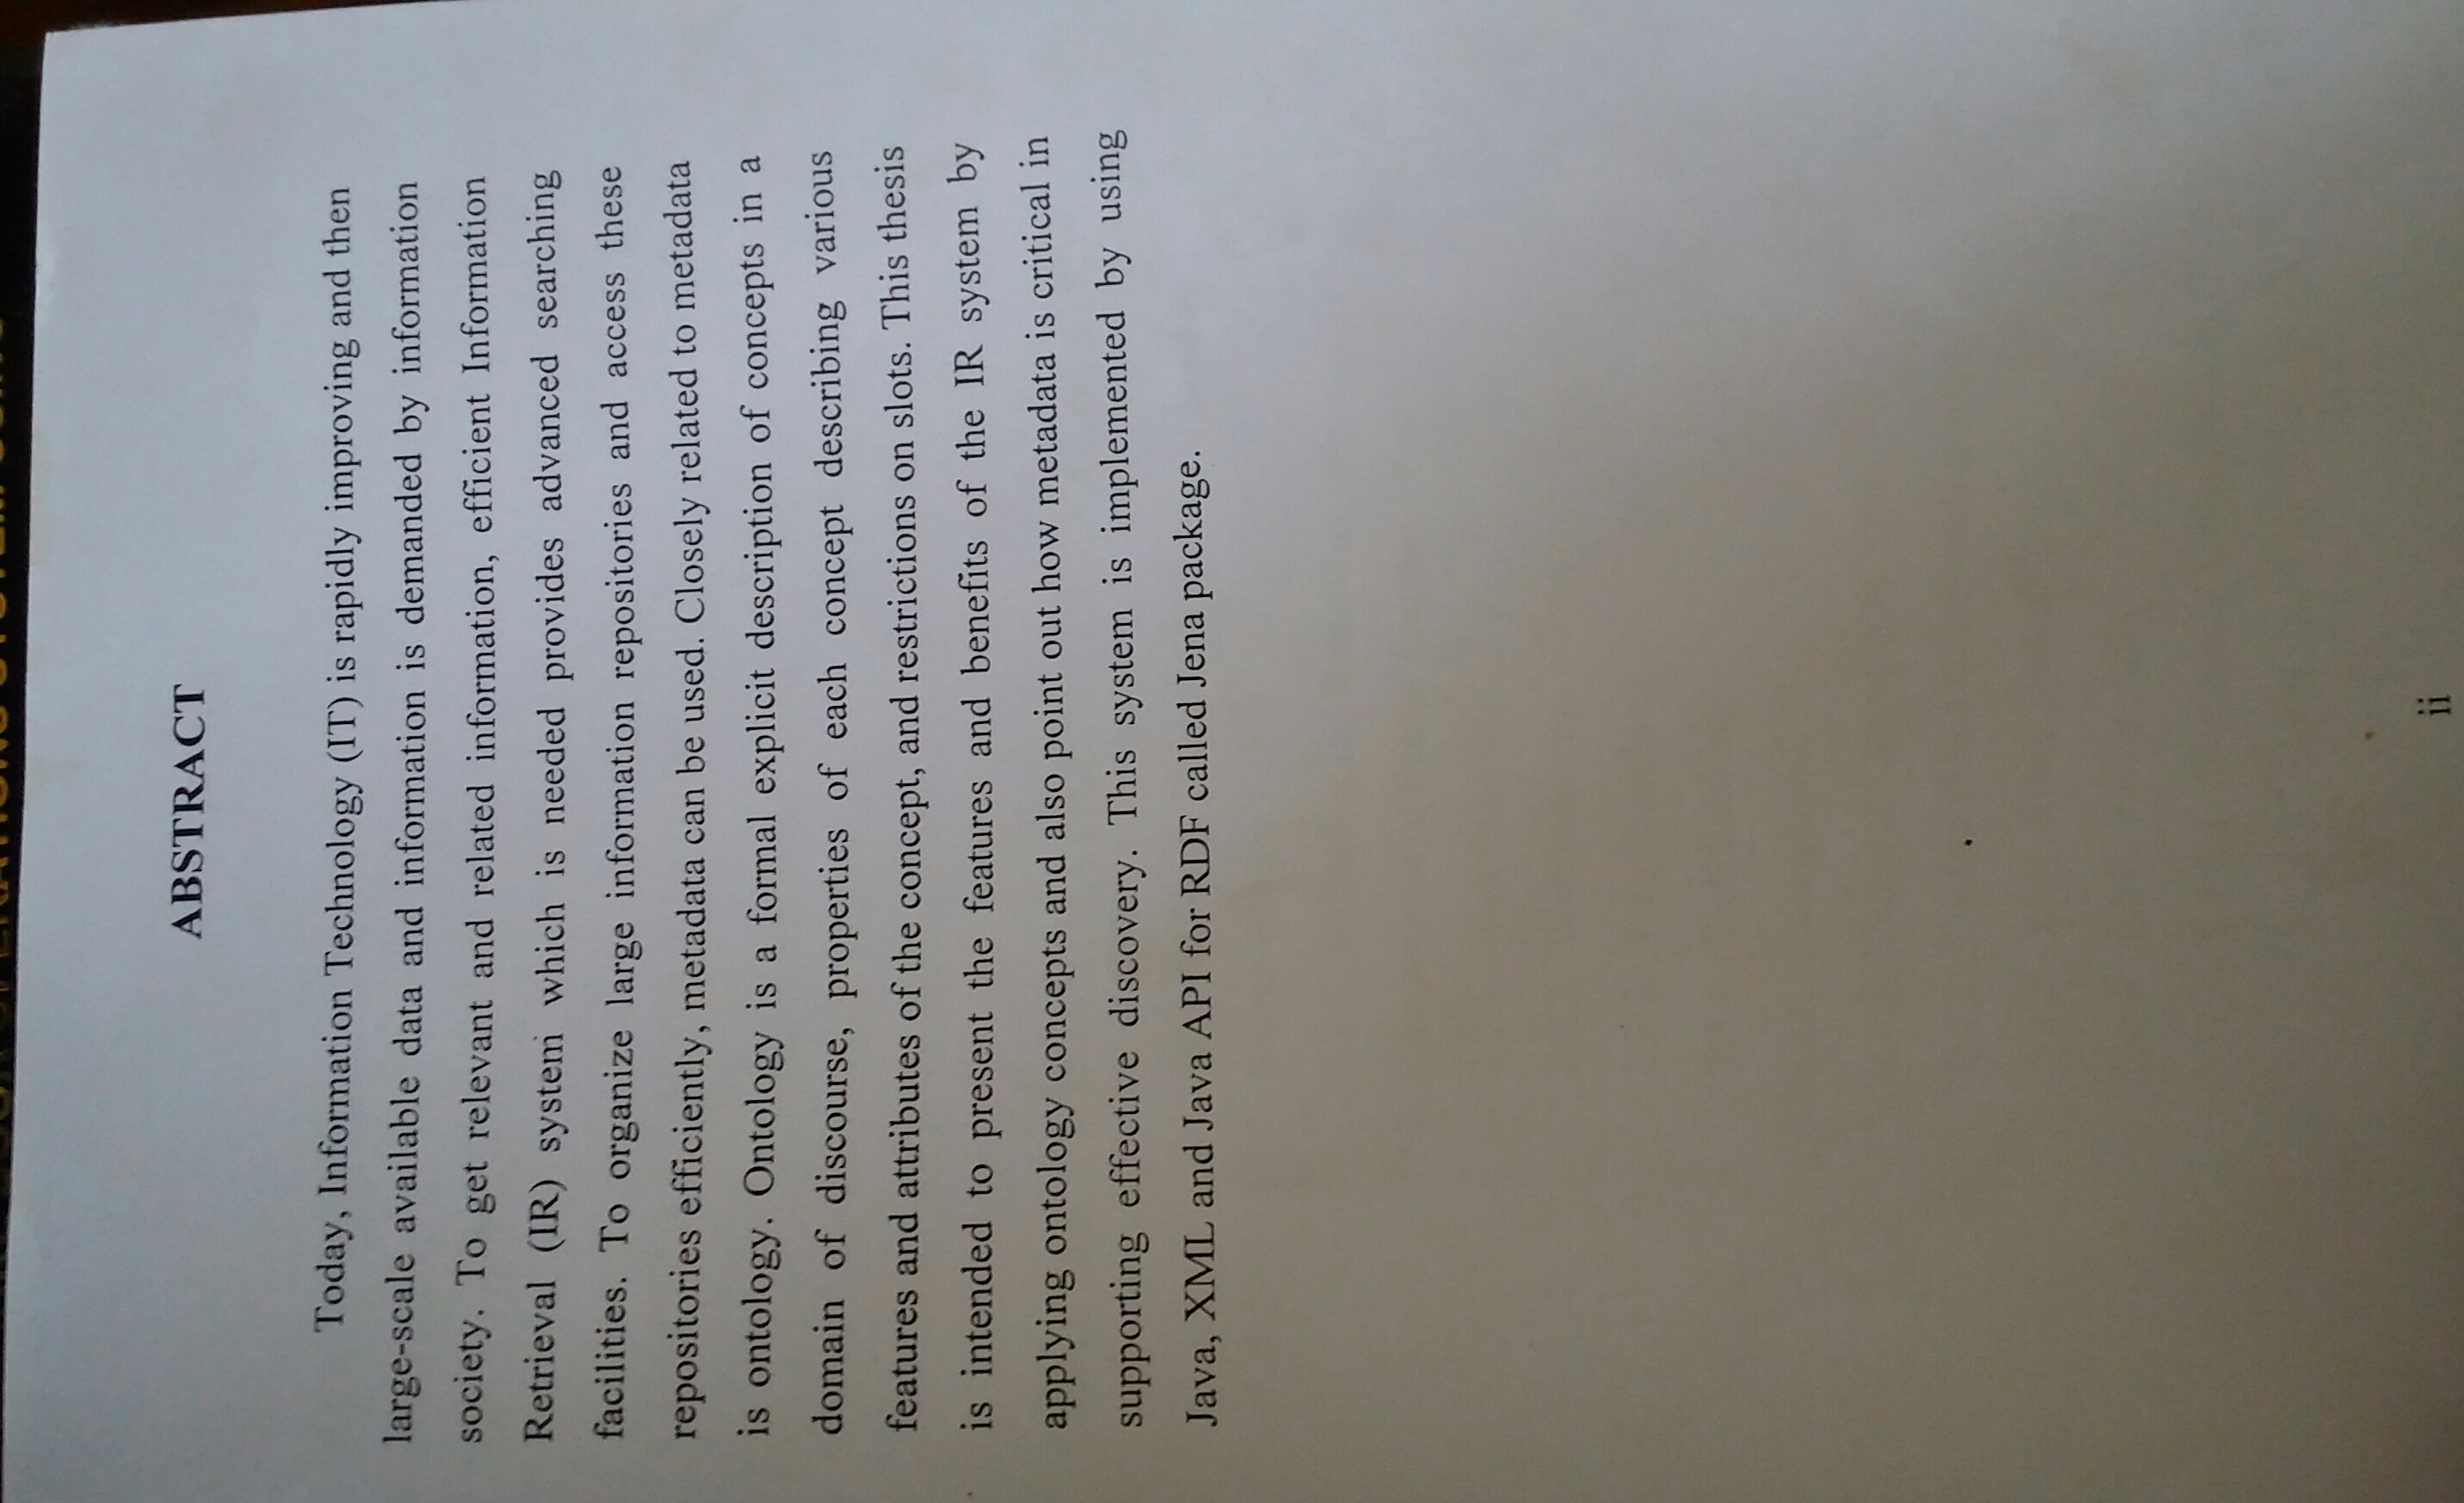 ABSTRACT
Today, Information Technology (IT) is rapidly improving and then
large-scale available data and information is demanded by information
society. To get relevant and related information, efficient Information
Retrieval (IR) system which is needed provides advanced searching
facilities. To organize large information repositories and access these
repositories efficiently, metadata can be used. Closely related to metadata
is ontology. Ontology is a formal explicit description of concepts in a
domain of discourse, properties of each concept describing various
features and attributes of the concept, and restrictions on slots. This thesis
is intended to present the features and benefits of the IR system by
applying ontology concepts and also point out how metadata is critical in
supporting effective discovery. This system is implemented by using
Java, XML and Java API for RDF called Jena package.
ii